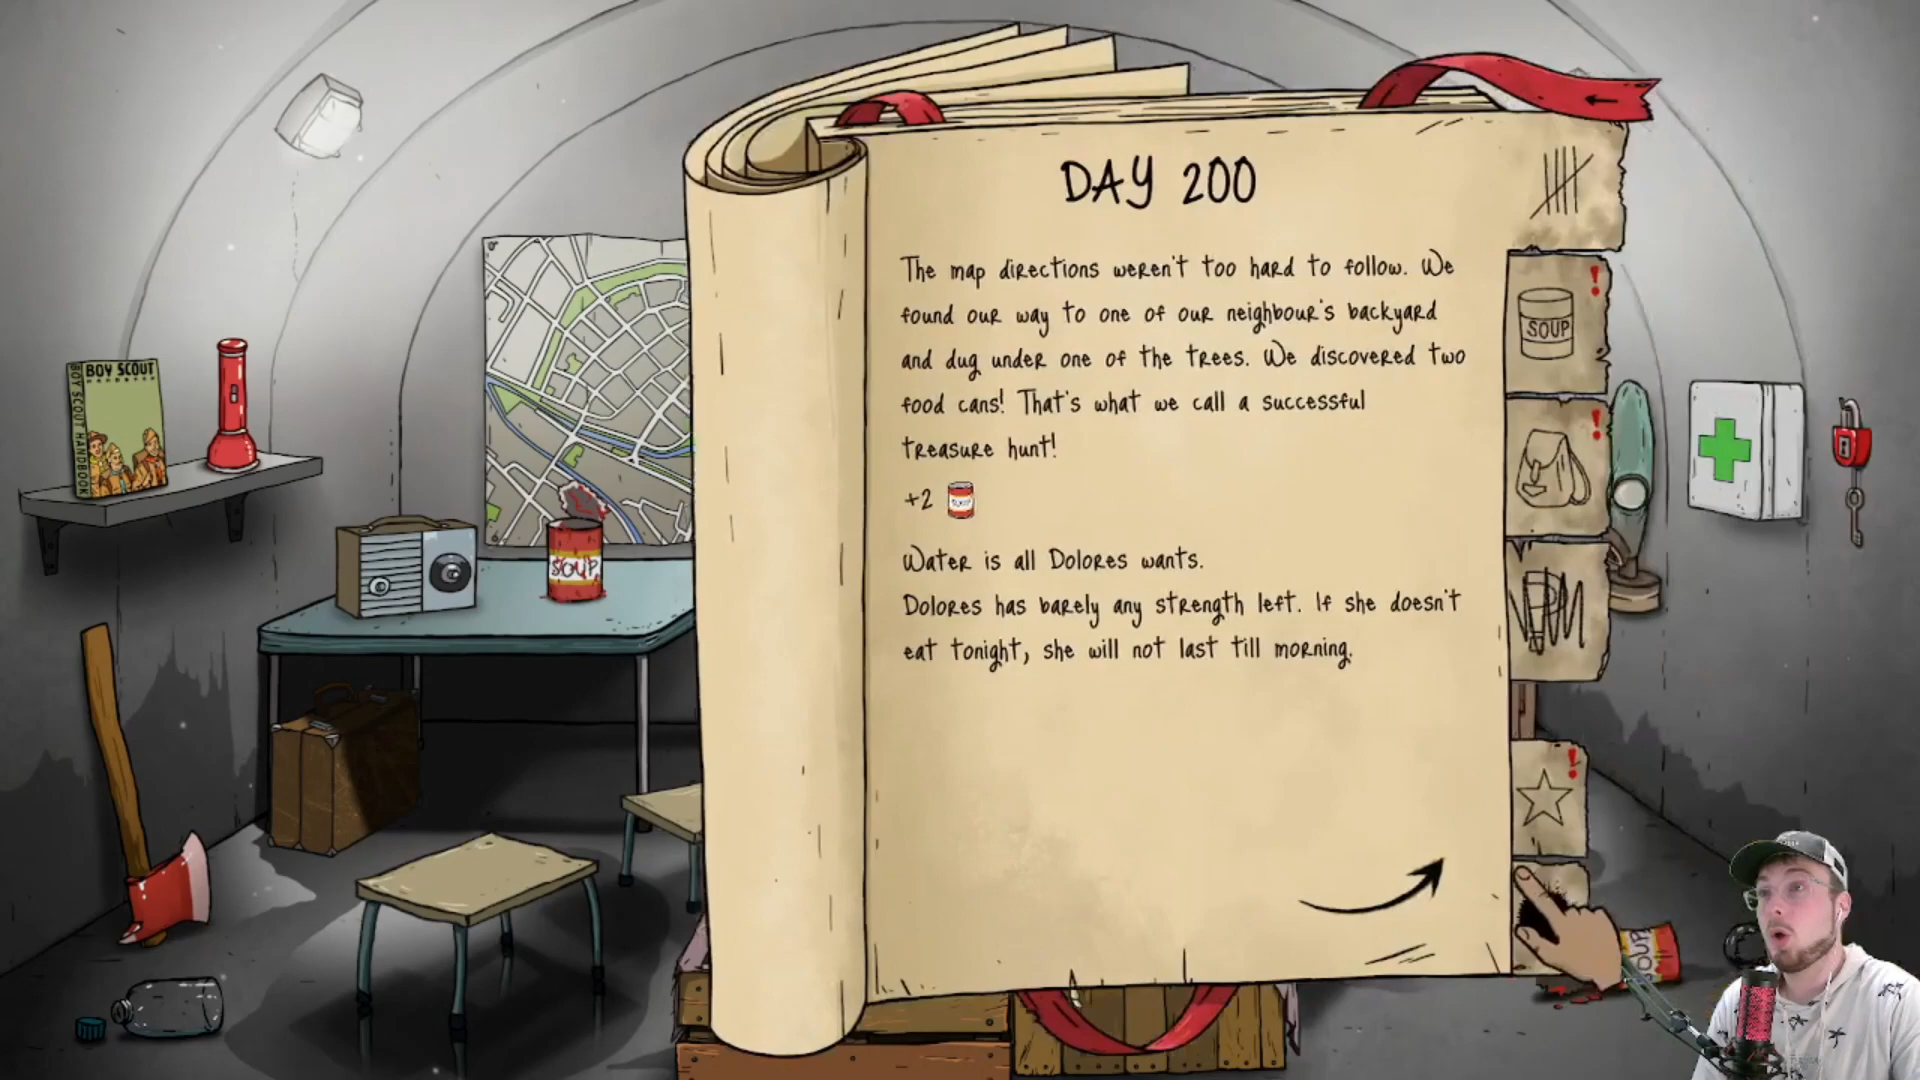 DAY 200
The map directions weren't too hard to follow. We
found our way to one of our neighbour's backyard
and dug under one of the trees. We discovered two
food cans! That's what we call a successful
treasure hunt!
+2
Water is all Dolores wants.
Dolores has barely any strength left. If she doesn't
eat tonight, she will not last till morning.
BOY SCOUT
BOY SCOUT HANDBOOK
SOUP
SOUP
SOUP